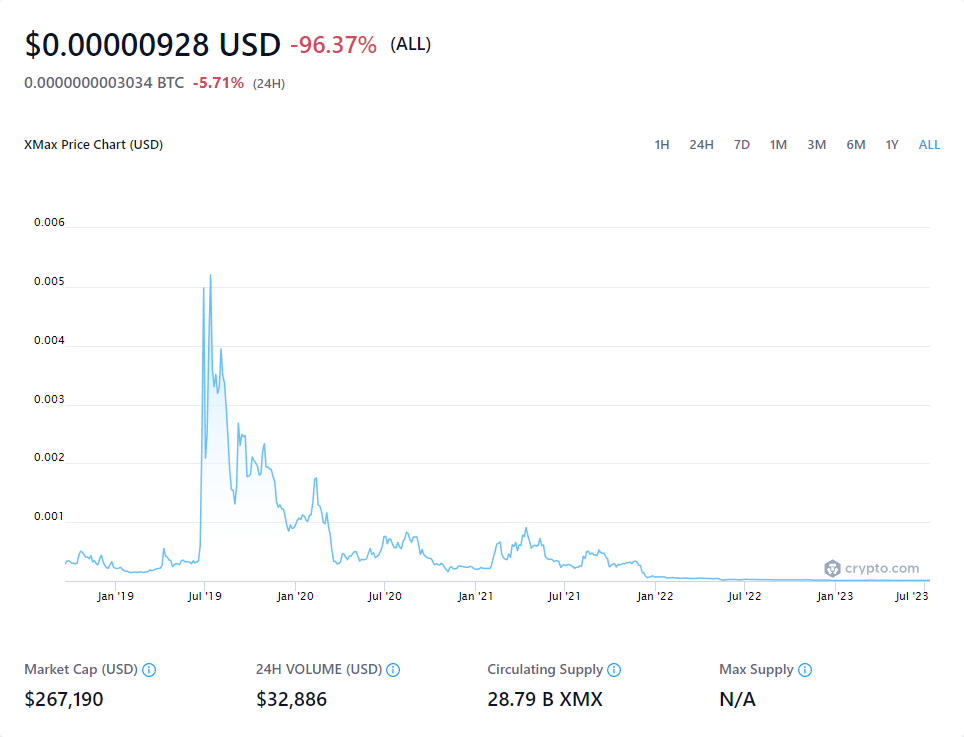 $0.00000928 USD -96.37% (ALL)
0.0000000003034 BTC -5.71% (24H)
XMax Price Chart (USD) 1H 24H 7D 1M 3M 6M 1Y ALL
0.006
0.005
0.004
0.003
0.002
0.001
crypto.com
Jan '19 Jul '19 Jan '20 Jul '20 Jan '21 Jul '21 Jan '22 Jul '22 Jan '23 Jul '23
Market Cap (USD) 24H VOLUME (USD) Circulating Supply Max Supply
$267,190 $32,886 28.79 B XMX N/A